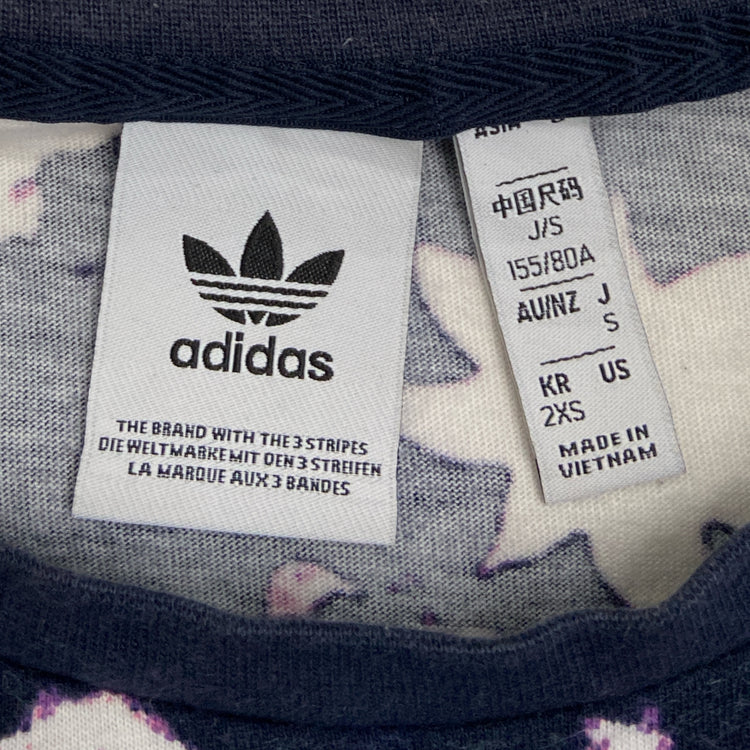 adidas
THE BRAND WITH THE 3 STRIPES
DIE WELTMARKE MIT DEN 3 STREIFEN
LA MARQUE AUX 3 BANDES
ASIA
中国尺码
J/S
155/80A
AU/NZ J
S
KR US
2XS
MADE IN
VIETNAM